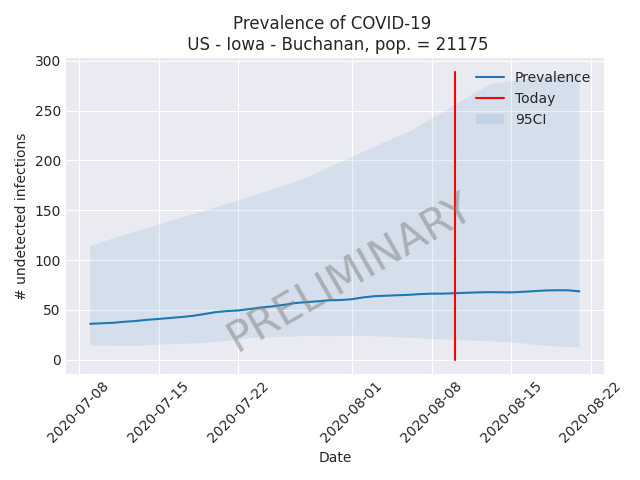 Prevalence of COVID-19
US - Iowa - Buchanan, pop. = 21175
300
250
200
150
100
50
0
# undetected infections
Prevalence
Today
95CI
PRELIMINARY
2020-07-08
2020-07-15
2020-07-22
2020-08-01
2020-08-08
2020-08-15
2020-08-22
Date